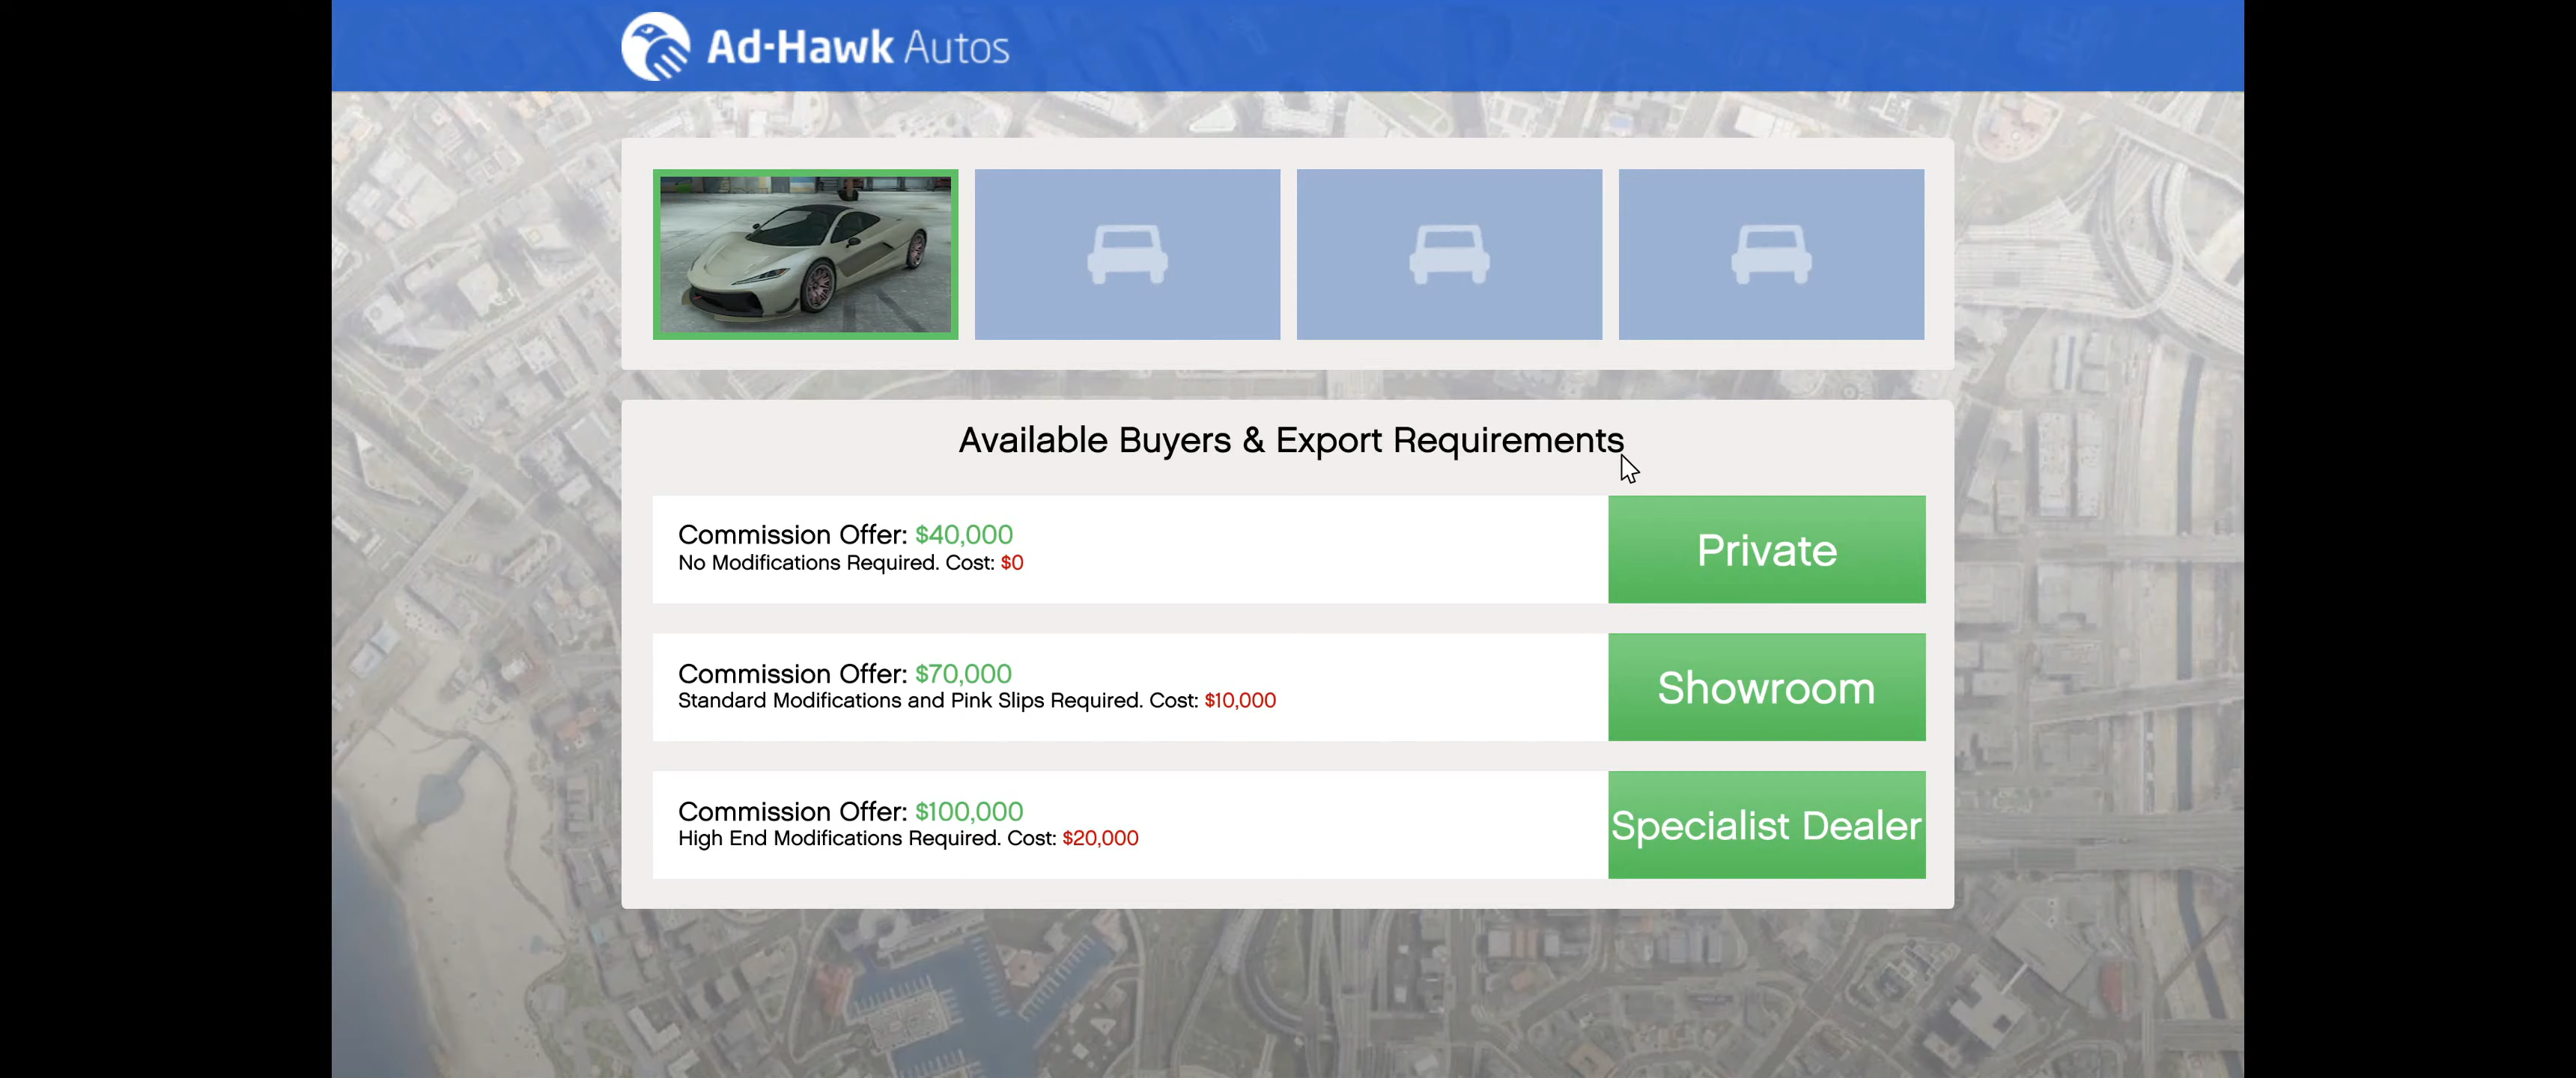 Ad-Hawk Autos
Available Buyers & Export Requirements
Commission Offer: $40,000
No Modifications Required. Cost: $0
Private
Commission Offer: $70,000
Standard Modifications and Pink Slips Required. Cost: $10,000
Showroom
Commission Offer: $100,000
High End Modifications Required. Cost: $20,000
Specialist Dealer